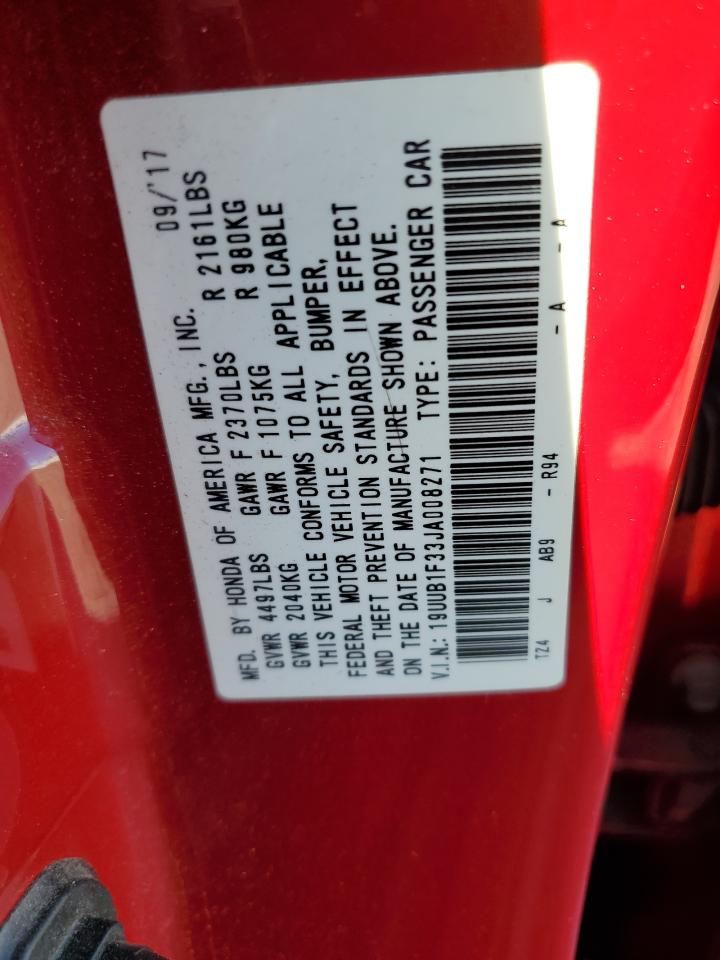 MFD. BY HONDA OF AMERICA MFG., INC. 09/'17
GVWR 4497LBS GAWR F 2370LBS R 2161LBS
GVWR 2040KG GAWR F 1075KG R 980KG
THIS VEHICLE CONFORMS TO ALL APPLICABLE
FEDERAL MOTOR VEHICLE SAFETY, BUMPER,
AND THEFT PREVENTION STANDARDS IN EFFECT
ON THE DATE OF MANUFACTURE SHOWN ABOVE.
V.I.N.: 19UUB1F33JA008271 TYPE: PASSENGER CAR
TZ4 J AB9 - R94 - A - A